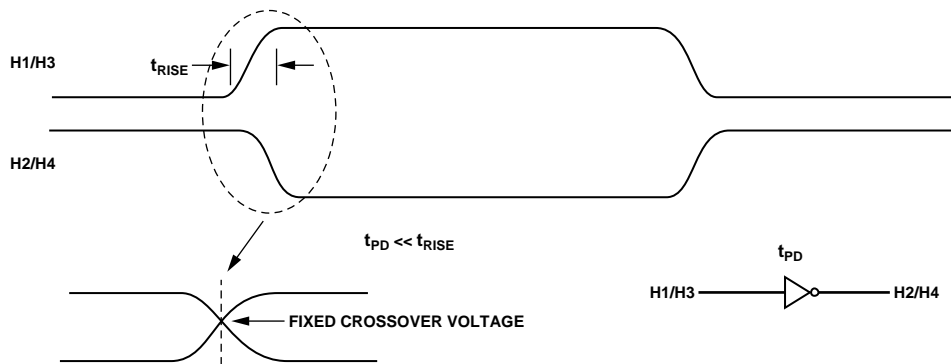 H1/H3
tRISE
H2/H4
tPD << tRISE
tPD
H1/H3
H2/H4
FIXED CROSSOVER VOLTAGE